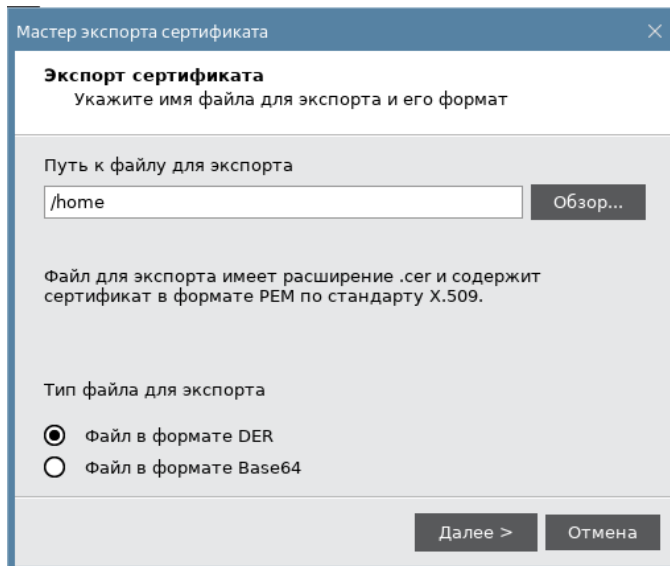 Мастер экспорта сертификата
Экспорт сертификата
Укажите имя файла для экспорта и его формат
Путь к файлу для экспорта
/home
Обзор...
Файл для экспорта имеет расширение .cer и содержит
сертификат в формате PEM по стандарту X.509.
Тип файла для экспорта
Файл в формате DER
Файл в формате Base64
Далее >
Отмена